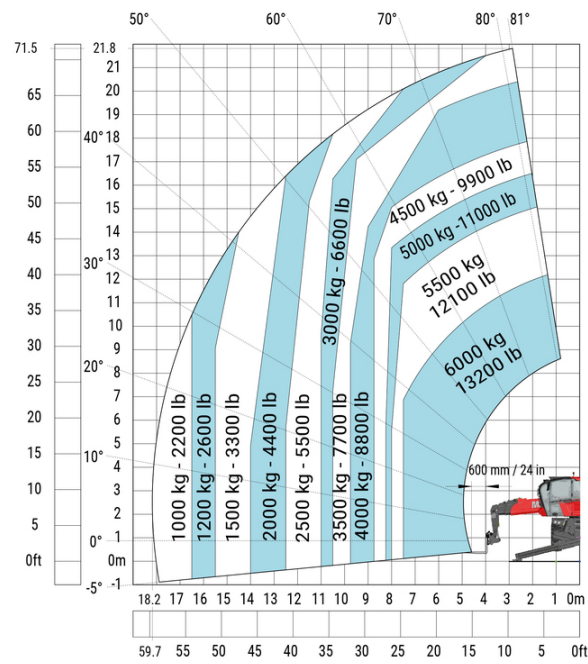 50° 60° 70° 80° 81°
71.5 21.8
21
65 20
19
60 40° 18
55 17
16
50 15
45 14
13
40 30° 12
35 11
10
30 9
25 20° 8
7
20 6
15 5
10° 4
10 3
2
5 1
0° 0m
0ft
-5° -1
1000 kg - 2200 lb
1200 kg - 2600 lb
1500 kg - 3300 lb
2000 kg - 4400 lb
2500 kg - 5500 lb
3000 kg - 6600 lb
3500 kg - 7700 lb
4000 kg - 8800 lb
4500 kg - 9900 lb
5000 kg -11000 lb
5500 kg
12100 lb
6000 kg
13200 lb
600 mm / 24 in
18.2 17 16 15 14 13 12 11 10 9 8 7 6 5 4 3 2 1 0m
59.7 55 50 45 40 35 30 25 20 15 10 5 0ft